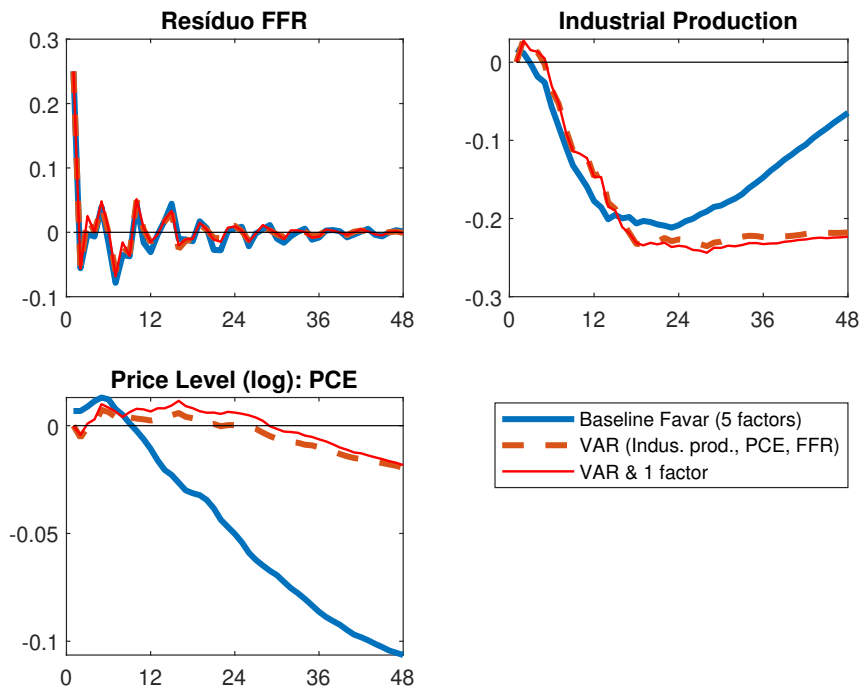 Resíduo FFR
0.3
0.2
0.1
0
-0.1
0 12 24 36 48
Industrial Production
0
-0.1
-0.2
-0.3
0 12 24 36 48
Price Level (log): PCE
0
-0.05
-0.1
0 12 24 36 48
Baseline Favar (5 factors)
VAR (Indus. prod., PCE, FFR)
VAR & 1 factor